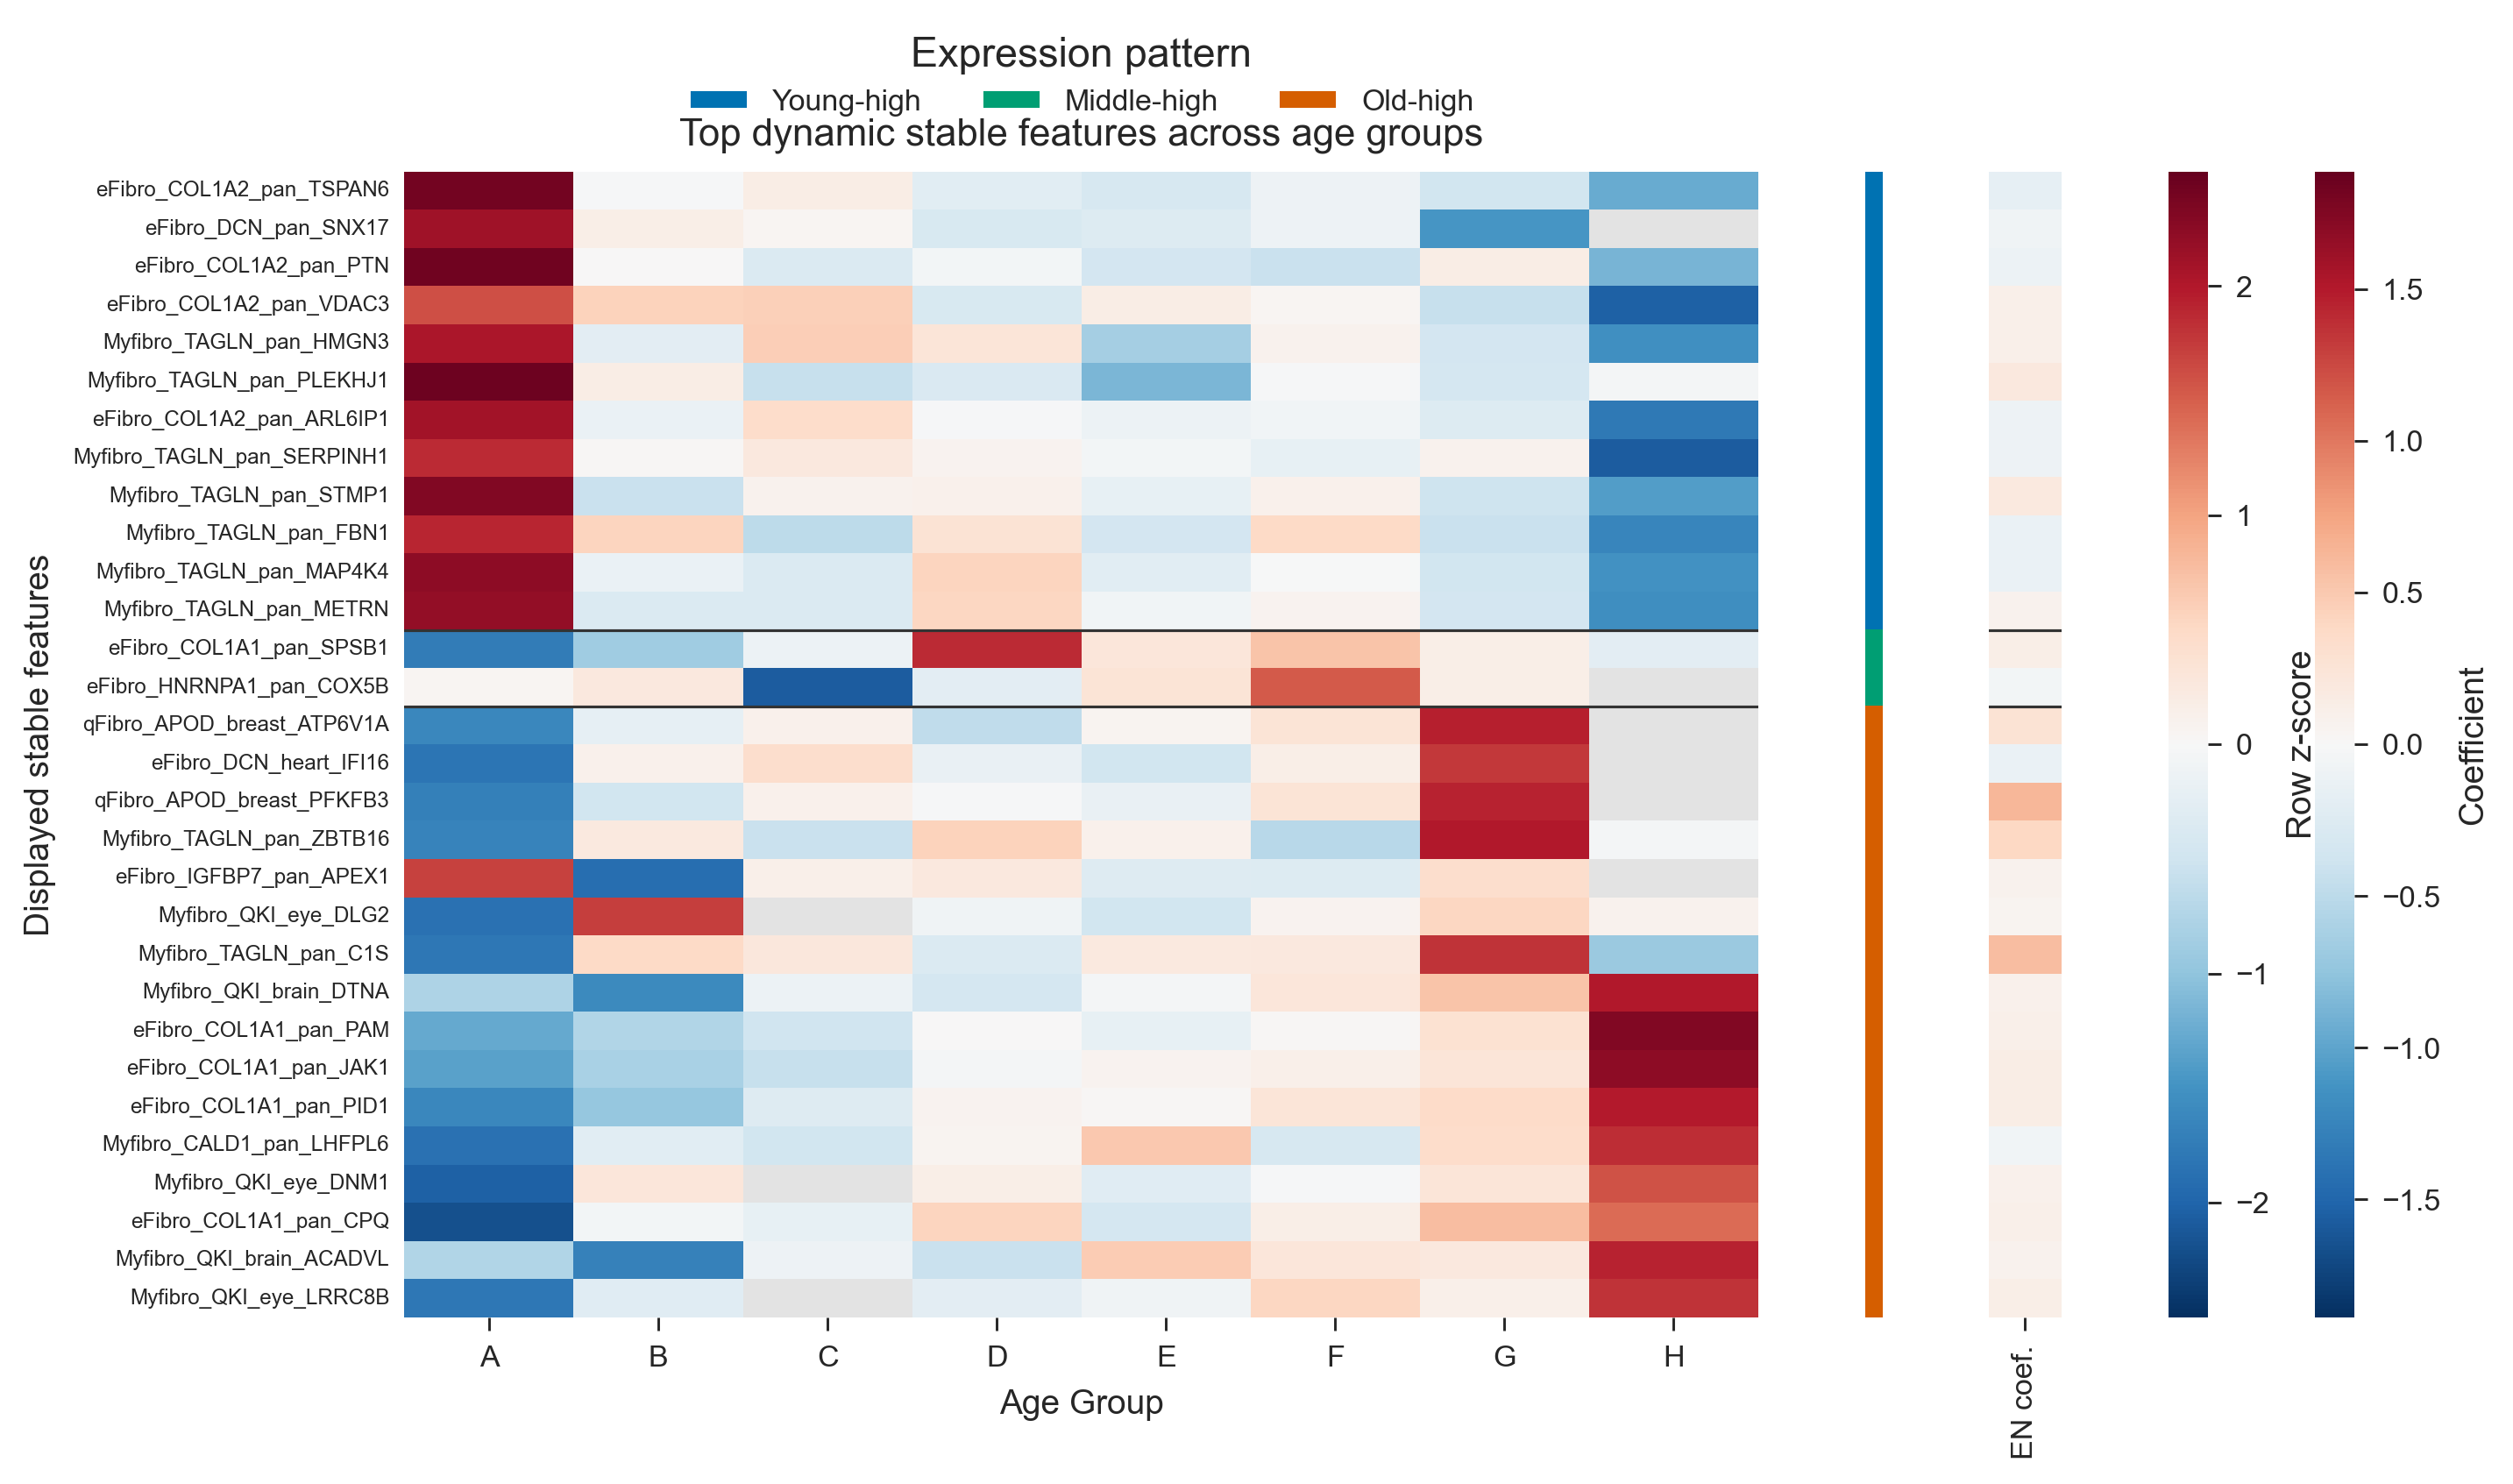 Expression pattern
Young-high Middle-high Old-high
Top dynamic stable features across age groups
Displayed stable features
eFibro_COL1A2_pan_TSPAN6
eFibro_DCN_pan_SNX17
eFibro_COL1A2_pan_PTN
eFibro_COL1A2_pan_VDAC3
Myfibro_TAGLN_pan_HMGN3
Myfibro_TAGLN_pan_PLEKHJ1
eFibro_COL1A2_pan_ARL6IP1
Myfibro_TAGLN_pan_SERPINH1
Myfibro_TAGLN_pan_STMP1
Myfibro_TAGLN_pan_FBN1
Myfibro_TAGLN_pan_MAP4K4
Myfibro_TAGLN_pan_METRN
eFibro_COL1A1_pan_SPSB1
eFibro_HNRNPA1_pan_COX5B
qFibro_APOD_breast_ATP6V1A
eFibro_DCN_heart_IFI16
qFibro_APOD_breast_PFKFB3
Myfibro_TAGLN_pan_ZBTB16
eFibro_IGFBP7_pan_APEX1
Myfibro_QKI_eye_DLG2
Myfibro_TAGLN_pan_C1S
Myfibro_QKI_brain_DTNA
eFibro_COL1A1_pan_PAM
eFibro_COL1A1_pan_JAK1
eFibro_COL1A1_pan_PID1
Myfibro_CALD1_pan_LHFPL6
Myfibro_QKI_eye_DNM1
eFibro_COL1A1_pan_CPQ
Myfibro_QKI_brain_ACADVL
Myfibro_QKI_eye_LRRC8B
A B C D E F G H
Age Group
EN coef.
2
1
0
−1
−2
Row z-score
1.5
1.0
0.5
0.0
−0.5
−1.0
−1.5
Coefficient